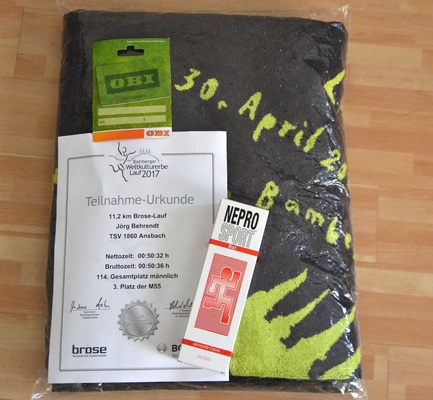 OBI
OBI
30. April 20
Bambe
Bamberger
Weltkulturerbe
Lauf 2017
Teilnahme-Urkunde
11,2 km Brose-Lauf
Jörg Behrendt
TSV 1860 Ansbach
Nettozeit: 00:50:32 h
Bruttozeit: 00:50:36 h
114. Gesamtplatz männlich
3. Platz der M55
brose
BO
NEPRO
SPORT